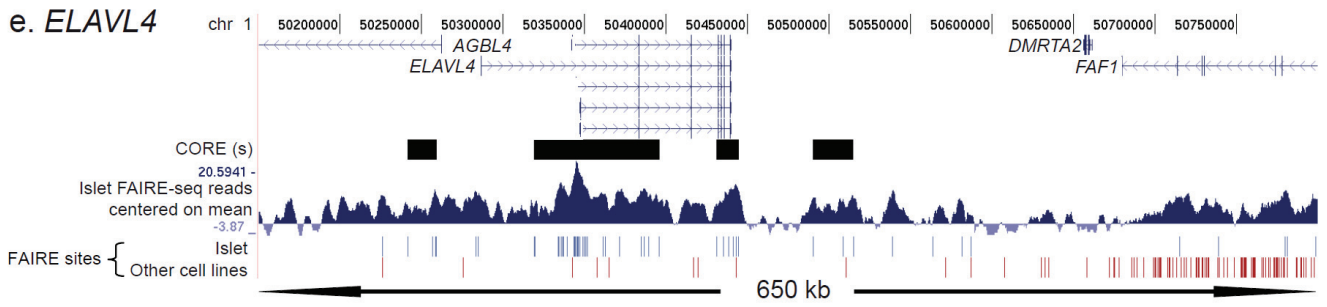 e. ELAVL4
chr 1 50200000 50250000 50300000 50350000 50400000 50450000 50500000 50550000 50600000 50650000 50700000 50750000
AGBL4 DMRTA2
ELAVL4 FAF1
CORE (s)
20.5941 -
Islet FAIRE-seq reads
centered on mean
-3.87 _
FAIRE sites { Islet
Other cell lines
650 kb